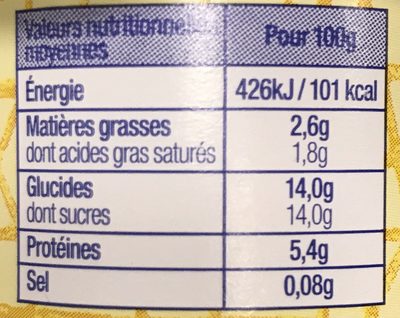 Valeurs nutritionnelles Pour 100g
moyennes
Énergie 426kJ / 101 kcal
Matières grasses 2,6g
dont acides gras saturés 1,8g
Glucides 14,0g
dont sucres 14,0g
Protéines 5,4g
Sel 0,08g